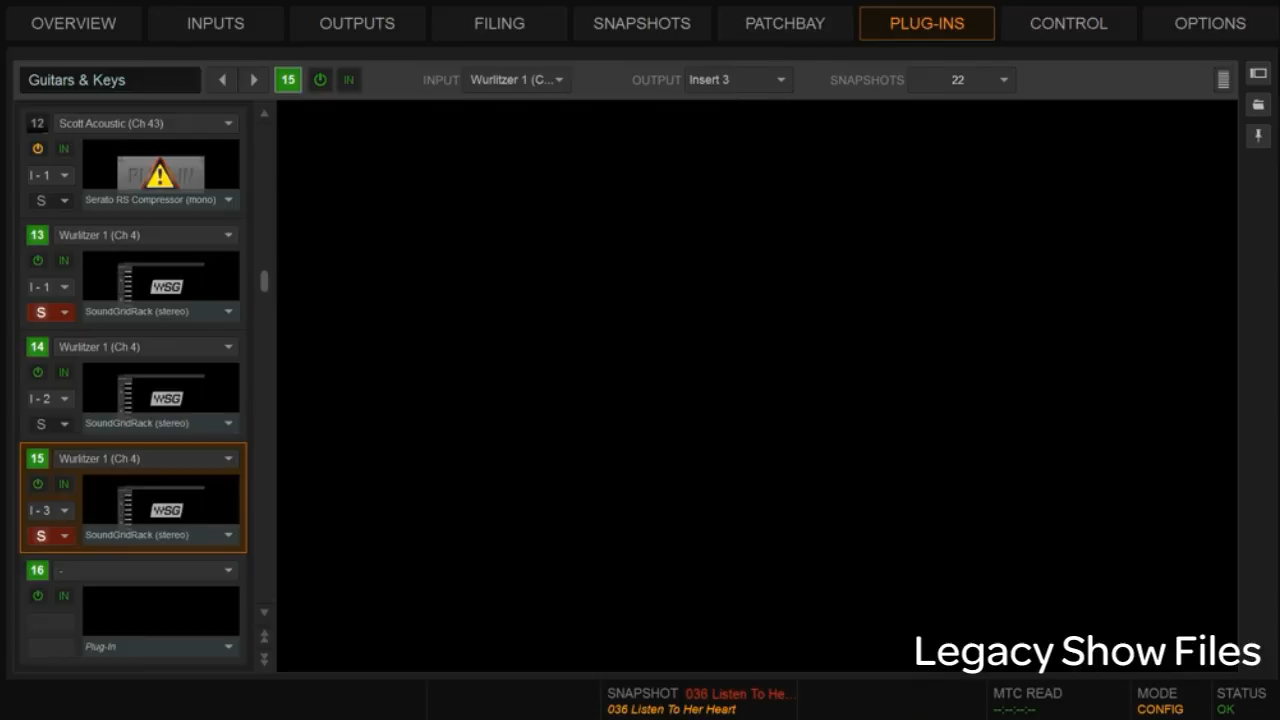 OVERVIEW INPUTS OUTPUTS FILING SNAPSHOTS PATCHBAY PLUG-INS CONTROL OPTIONS
Guitars & Keys 15 IN INPUT Wurlitzer 1 (C... OUTPUT Insert 3 SNAPSHOTS 22
12 Scott Acoustic (Ch 43)
IN
I - 1
S Serato RS Compressor (mono)
13 Wurlitzer 1 (Ch 4)
IN
I - 1 WSG
S SoundGridRack (stereo)
14 Wurlitzer 1 (Ch 4)
IN
I - 2 WSG
S SoundGridRack (stereo)
15 Wurlitzer 1 (Ch 4)
IN
I - 3 WSG
S SoundGridRack (stereo)
16 -
IN
Plug-In
Legacy Show Files
SNAPSHOT 036 Listen To He... MTC READ MODE STATUS
036 Listen To Her Heart --:--:--:-- CONFIG OK